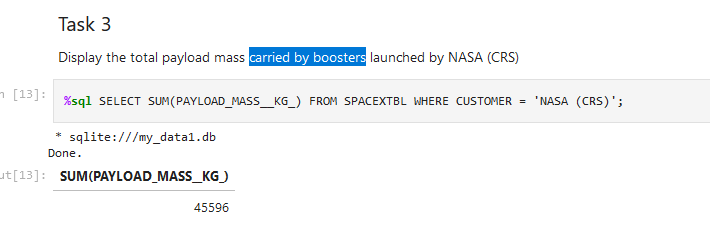 Task 3
Display the total payload mass carried by boosters launched by NASA (CRS)
n [13]:
%sql SELECT SUM(PAYLOAD_MASS__KG_) FROM SPACEXTBL WHERE CUSTOMER = 'NASA (CRS)';
* sqlite:///my_data1.db
Done.
ut[13]:
SUM(PAYLOAD_MASS__KG_)
45596